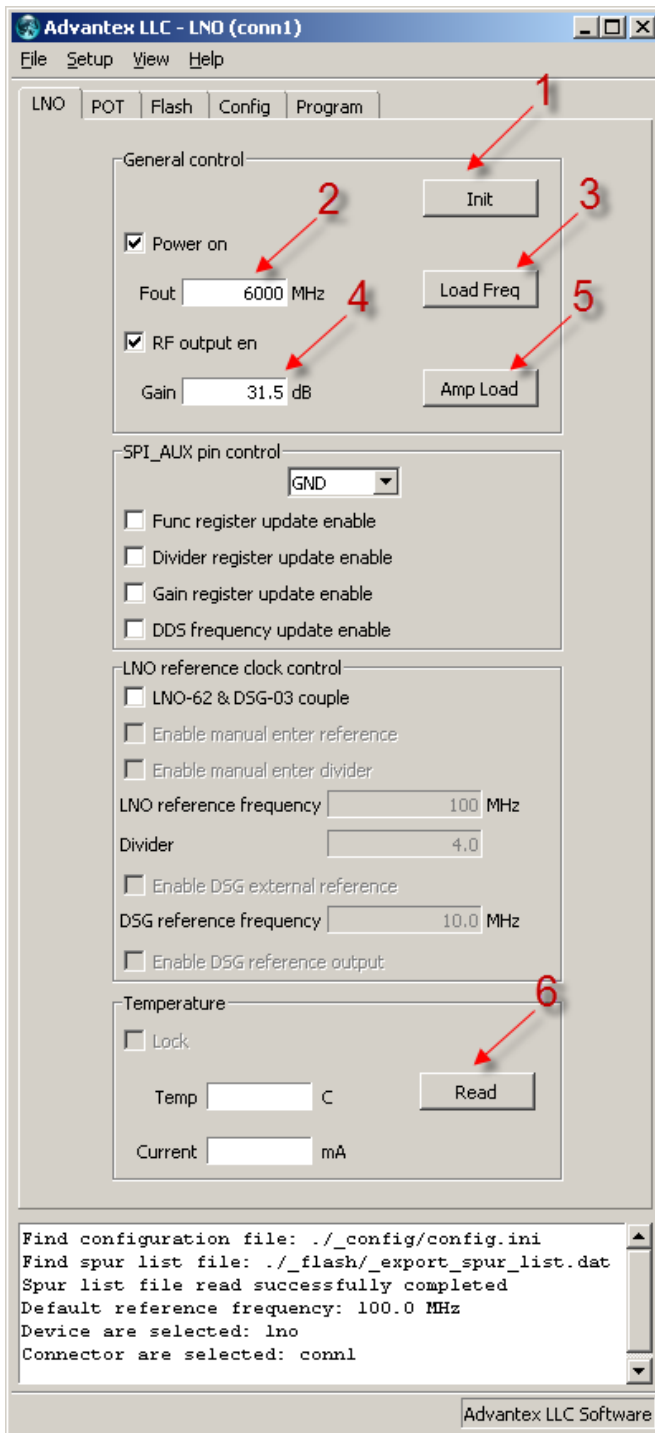 Advantex LLC - LNO (conn1)
File Setup View Help
LNO POT Flash Config Program
1
General control
Init
2
3
Power on
Fout 6000 MHz Load Freq
4
5
RF output en
Gain 31.5 dB Amp Load
SPI_AUX pin control
GND
Func register update enable
Divider register update enable
Gain register update enable
DDS frequency update enable
LNO reference clock control
LNO-62 & DSG-03 couple
Enable manual enter reference
Enable manual enter divider
LNO reference frequency 100 MHz
Divider 4.0
Enable DSG external reference
DSG reference frequency 10.0 MHz
Enable DSG reference output
Temperature
6
Lock
Temp C Read
Current mA
Find configuration file: ./_config/config.ini
Find spur list file: ./_flash/_export_spur_list.dat
Spur list file read successfully completed
Default reference frequency: 100.0 MHz
Device are selected: lno
Connector are selected: conn1
Advantex LLC Software